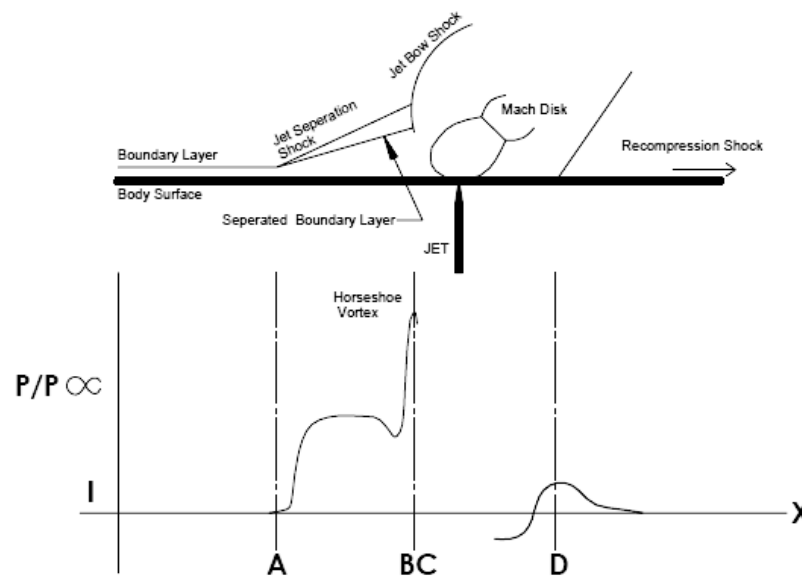 Jet Bow Shock
Jet Seperation
Shock
Mach Disk
Boundary Layer
Recompression Shock
Body Surface
Seperated Boundary Layer
JET
Horseshoe
Vortex
P/P ∞
I
X
A
BC
D